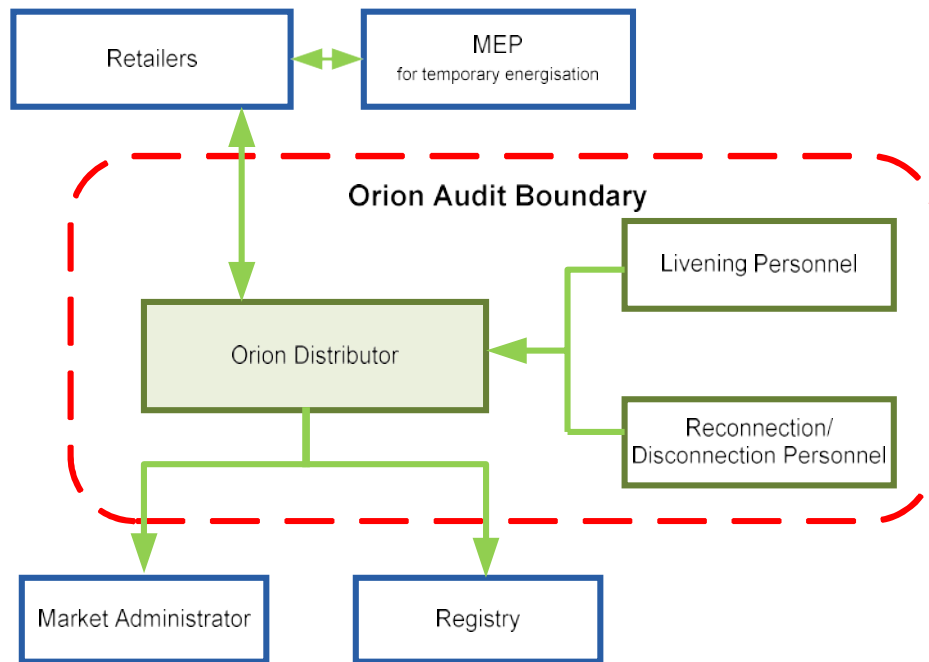 Retailers
MEP
for temporary energisation
Orion Audit Boundary
Livening Personnel
Orion Distributor
Reconnection/
Disconnection Personnel
Market Administrator
Registry